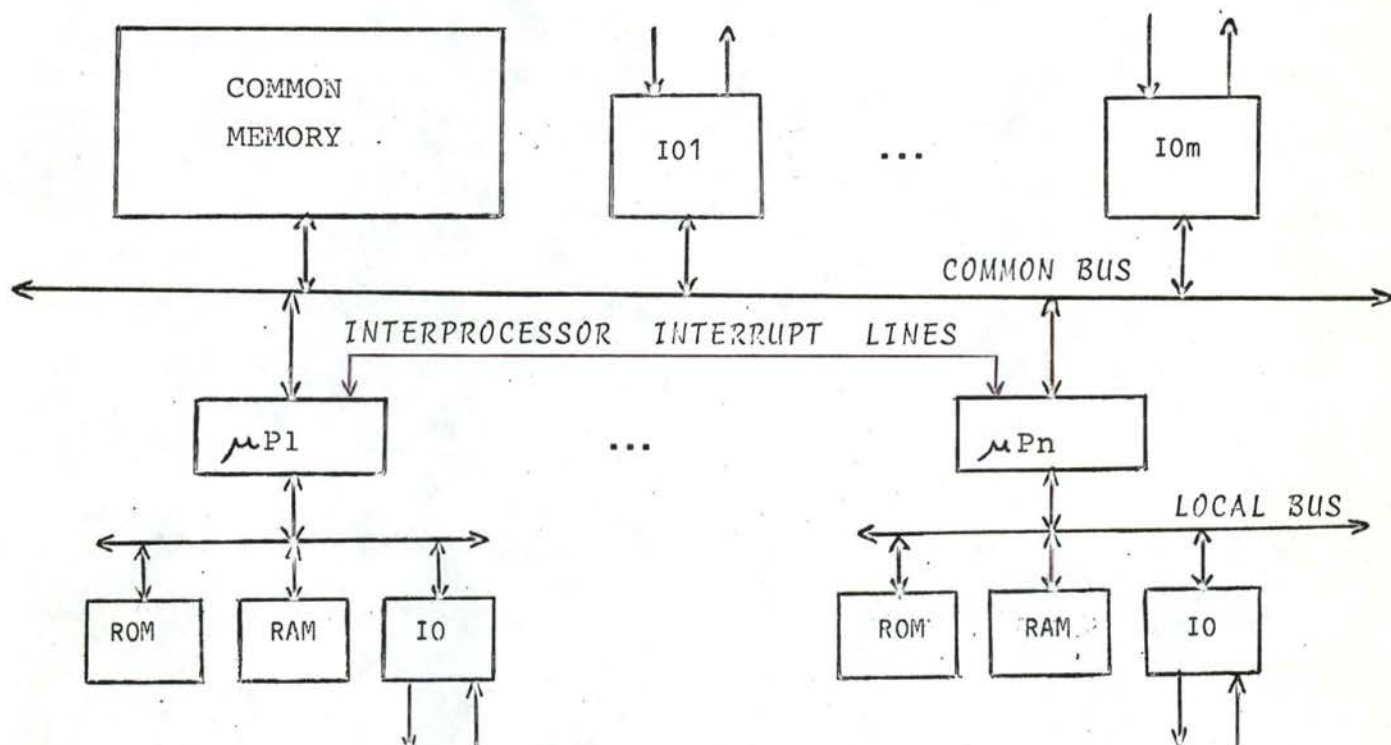 COMMON
MEMORY
IO1
...
IOm
COMMON BUS
INTERPROCESSOR INTERRUPT LINES
μP1
...
μPn
LOCAL BUS
ROM
RAM
IO
ROM
RAM
IO